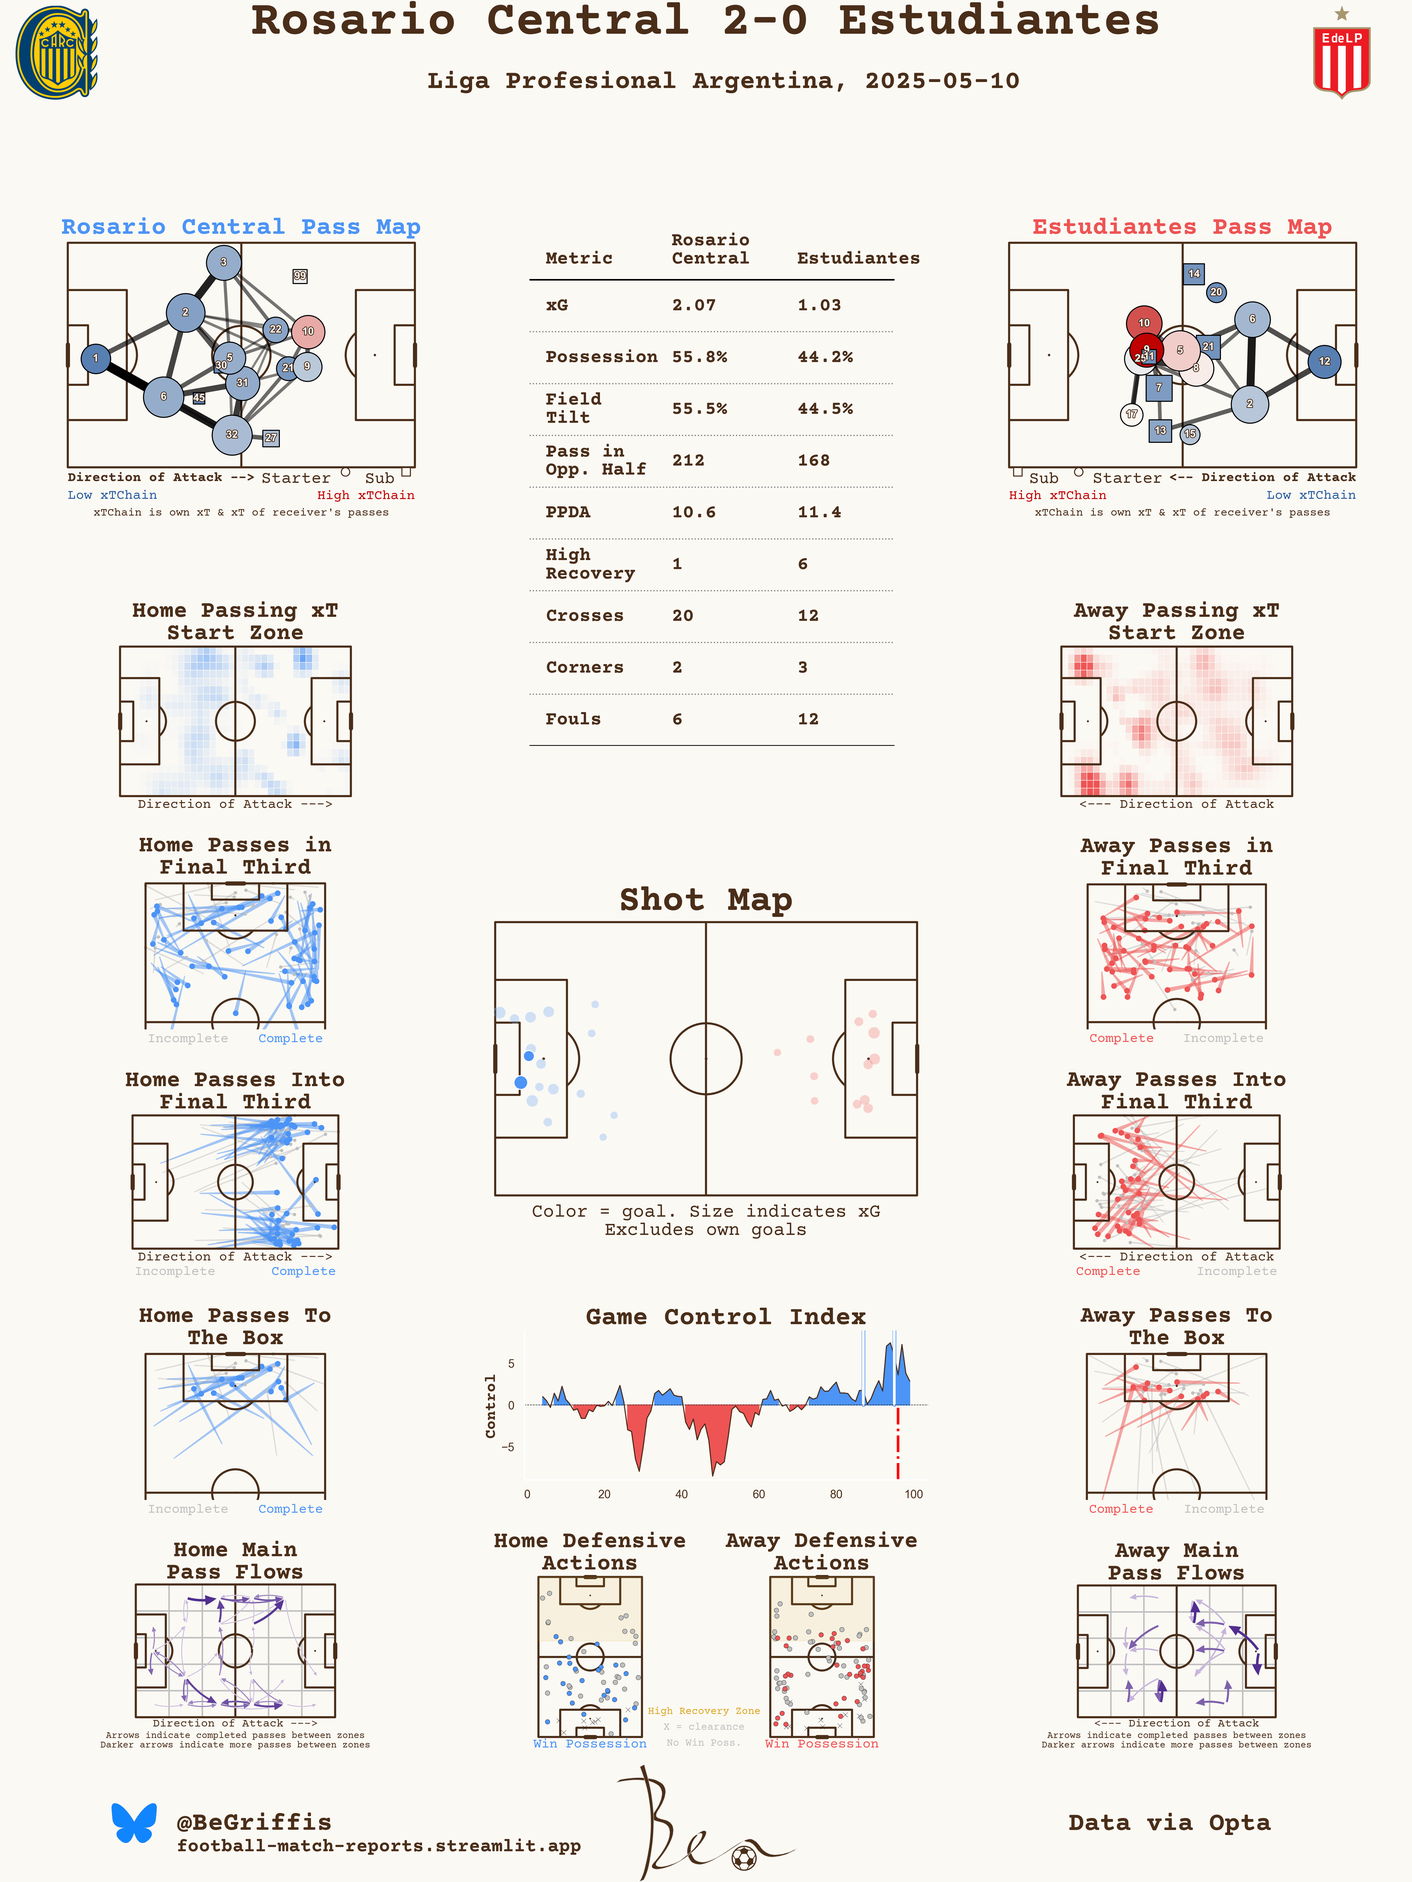 Rosario Central 2-0 Estudiantes
Liga Profesional Argentina, 2025-05-10
CARC
EdeLP
Rosario Central Pass Map
3
99
2
22
10
5
1
30
21
9
31
6
45
32
27
Direction of Attack --> Starter Sub
Low xTChain High xTChain
xTChain is own xT & xT of receiver's passes
Metric Rosario Central Estudiantes
xG 2.07 1.03
Possession 55.8% 44.2%
Field Tilt 55.5% 44.5%
Pass in Opp. Half 212 168
PPDA 10.6 11.4
High Recovery 1 6
Crosses 20 12
Corners 2 3
Fouls 6 12
Estudiantes Pass Map
14
20
10
6
9
5
21
11
12
8
7
2
17
13
15
Sub Starter <-- Direction of Attack
High xTChain Low xTChain
xTChain is own xT & xT of receiver's passes
Home Passing xT
Start Zone
Direction of Attack --->
Away Passing xT
Start Zone
<--- Direction of Attack
Home Passes in
Final Third
Incomplete Complete
Away Passes in
Final Third
Complete Incomplete
Shot Map
Color = goal. Size indicates xG
Excludes own goals
Home Passes Into
Final Third
Direction of Attack --->
Incomplete Complete
Away Passes Into
Final Third
<--- Direction of Attack
Complete Incomplete
Home Passes To
The Box
Incomplete Complete
Game Control Index
Control
5
0
−5
0 20 40 60 80 100
Away Passes To
The Box
Complete Incomplete
Home Main
Pass Flows
Direction of Attack --->
Arrows indicate completed passes between zones
Darker arrows indicate more passes between zones
Home Defensive
Actions
Win Possession
High Recovery Zone
X = clearance
No Win Poss.
Away Defensive
Actions
Win Possession
Away Main
Pass Flows
<--- Direction of Attack
Arrows indicate completed passes between zones
Darker arrows indicate more passes between zones
@BeGriffis
football-match-reports.streamlit.app
Ben
Data via Opta